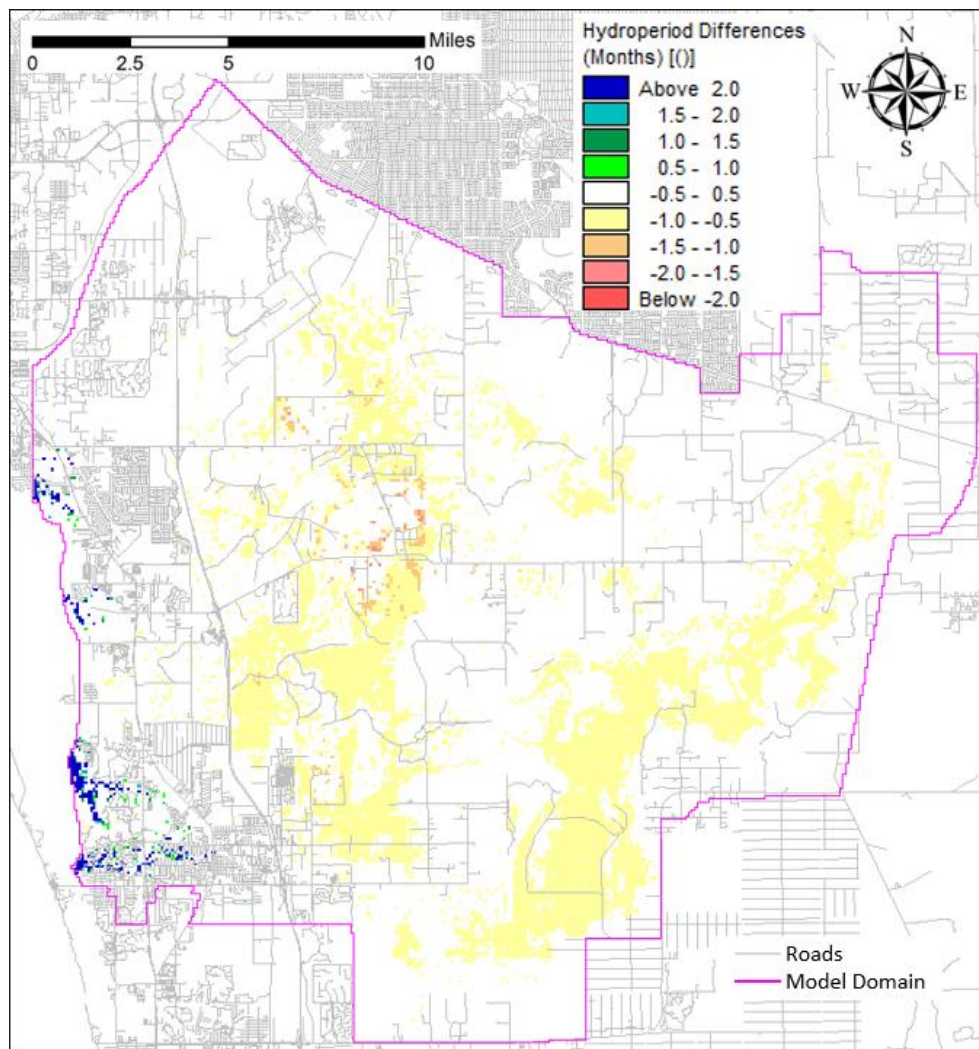 Miles
0 2.5 5 10
Hydroperiod Differences
(Months) [()]
Above 2.0
1.5 - 2.0
1.0 - 1.5
0.5 - 1.0
-0.5 - 0.5
-1.0 - -0.5
-1.5 - -1.0
-2.0 - -1.5
Below -2.0
N
W E
S
Roads
Model Domain